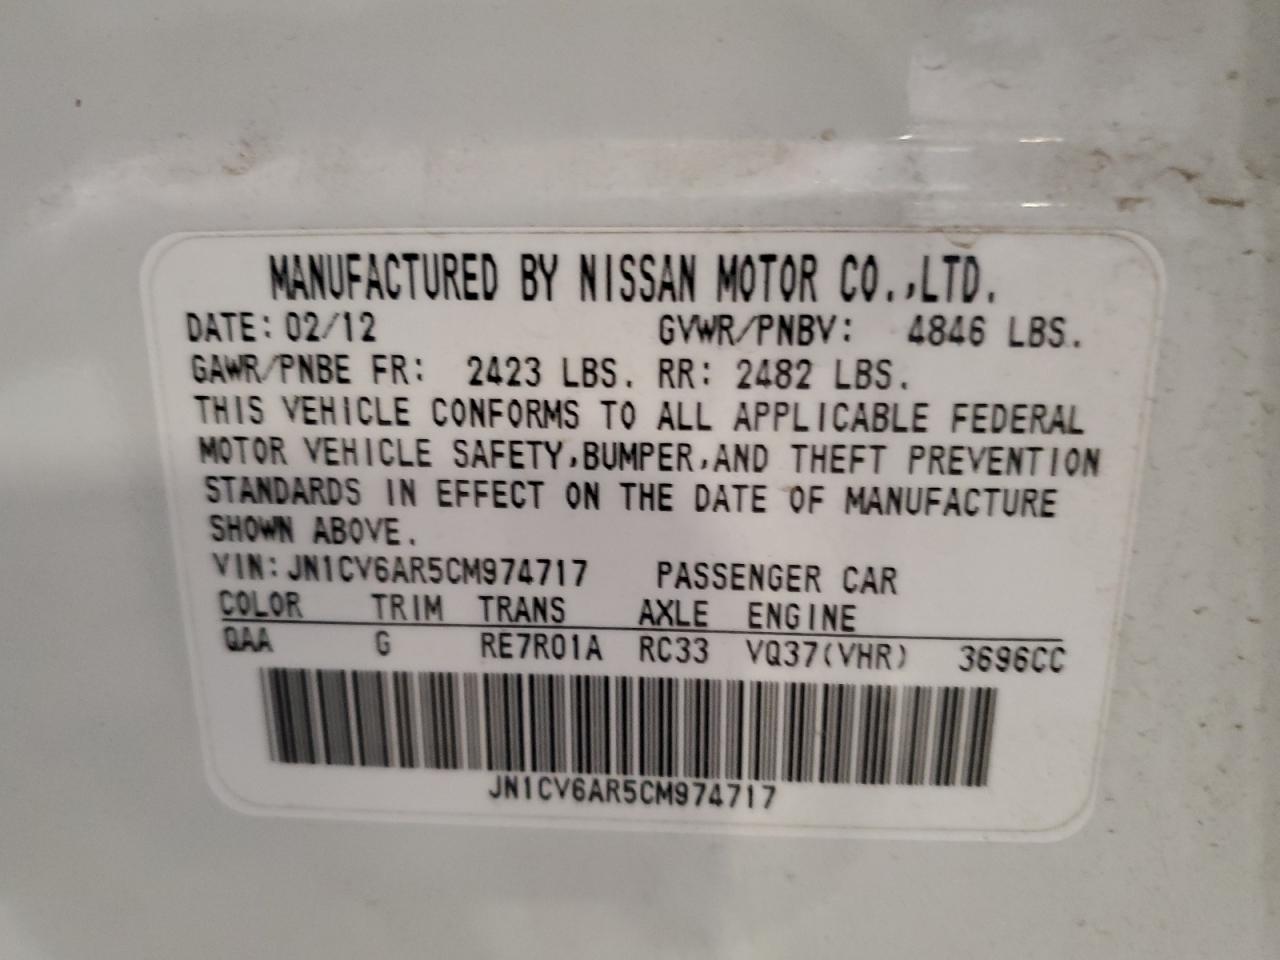 MANUFACTURED BY NISSAN MOTOR CO.,LTD.
DATE: 02/12 GVWR/PNBV: 4846 LBS.
GAWR/PNBE FR: 2423 LBS. RR: 2482 LBS.
THIS VEHICLE CONFORMS TO ALL APPLICABLE FEDERAL
MOTOR VEHICLE SAFETY,BUMPER,AND THEFT PREVENTION
STANDARDS IN EFFECT ON THE DATE OF MANUFACTURE
SHOWN ABOVE.
VIN: JN1CV6AR5CM974717 PASSENGER CAR
COLOR TRIM TRANS AXLE ENGINE
QAA G RE7R01A RC33 VQ37(VHR) 3696CC
JN1CV6AR5CM974717